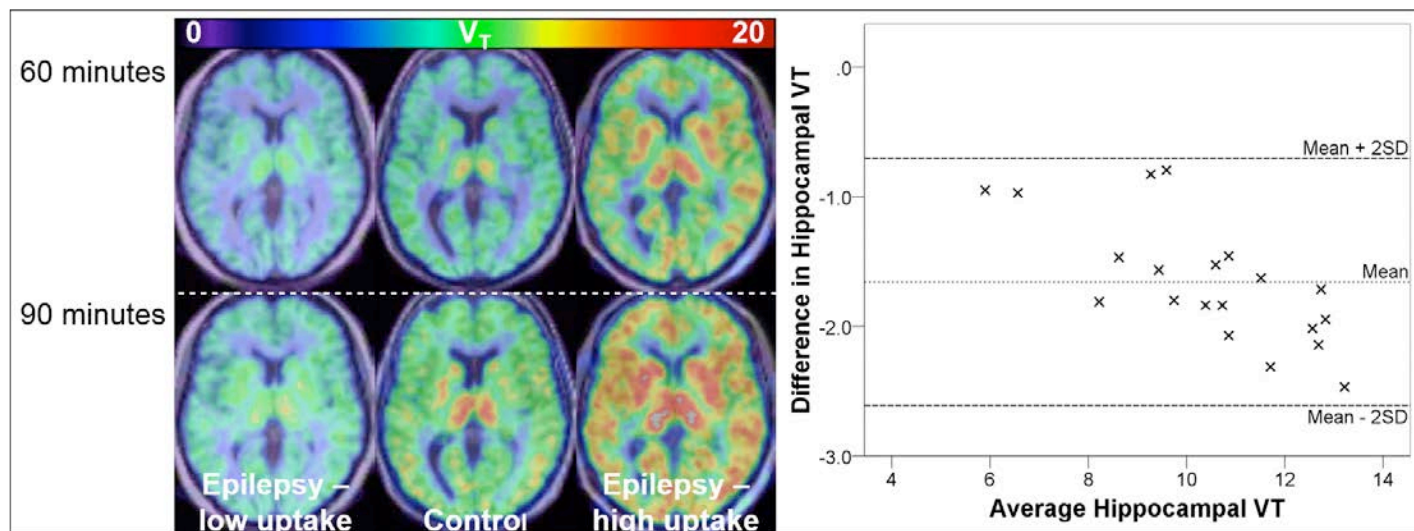 0 V_T 20
60 minutes
90 minutes
Epilepsy –
low uptake
Control
Epilepsy –
high uptake
Difference in Hippocampal VT
.0
-1.0
-2.0
-3.0
Mean + 2SD
Mean
Mean - 2SD
4 6 8 10 12 14
Average Hippocampal VT